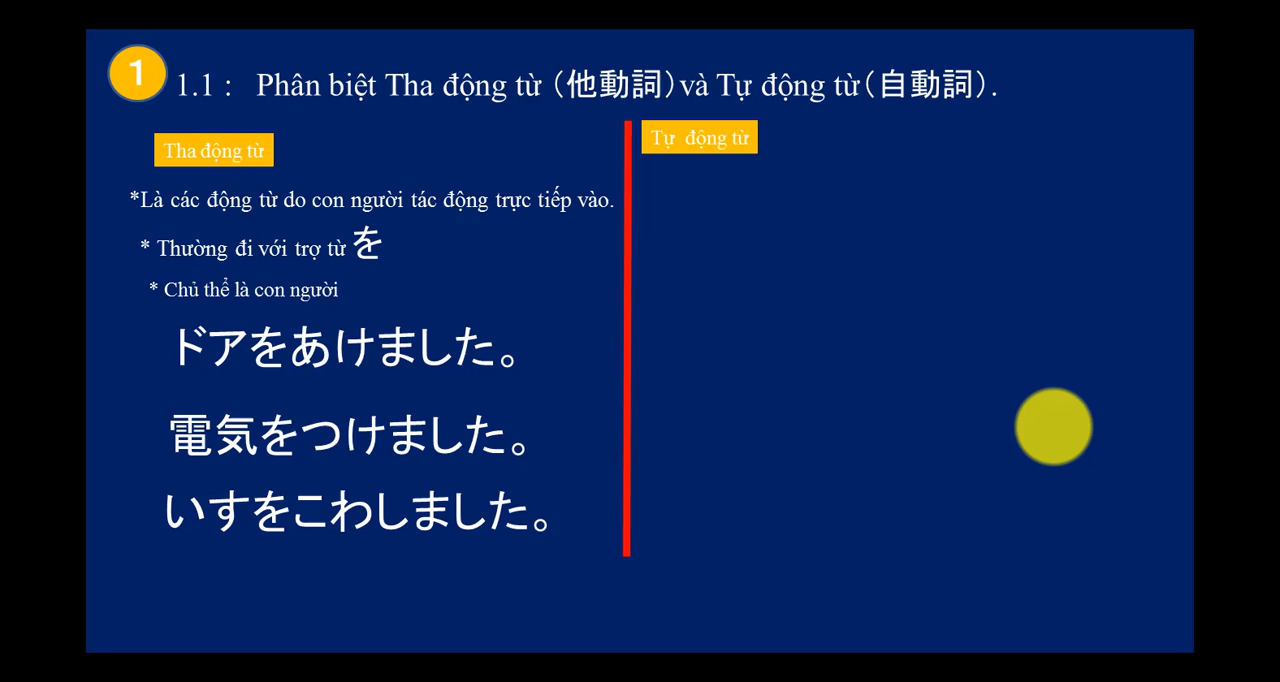 1
1.1 : Phân biệt Tha động từ （他動詞）và Tự động từ（自動詞）.
Tha động từ
*Là các động từ do con người tác động trực tiếp vào.
* Thường đi với trợ từ を
* Chủ thể là con người
ドアをあけました。
電気をつけました。
いすをこわしました。
Tự động từ